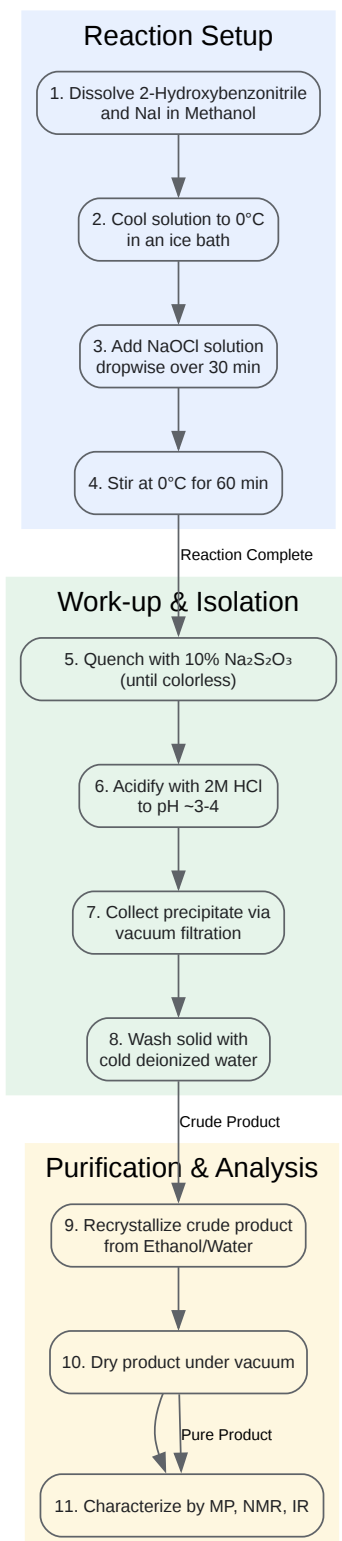 Reaction Setup
1. Dissolve 2-Hydroxybenzonitrile
and NaI in Methanol
2. Cool solution to 0°C
in an ice bath
3. Add NaOCl solution
dropwise over 30 min
4. Stir at 0°C for 60 min
Reaction Complete
Work-up & Isolation
5. Quench with 10% Na₂S₂O₃
(until colorless)
6. Acidify with 2M HCl
to pH ~3-4
7. Collect precipitate via
vacuum filtration
8. Wash solid with
cold deionized water
Crude Product
Purification & Analysis
9. Recrystallize crude product
from Ethanol/Water
10. Dry product under vacuum
Pure Product
11. Characterize by MP, NMR, IR